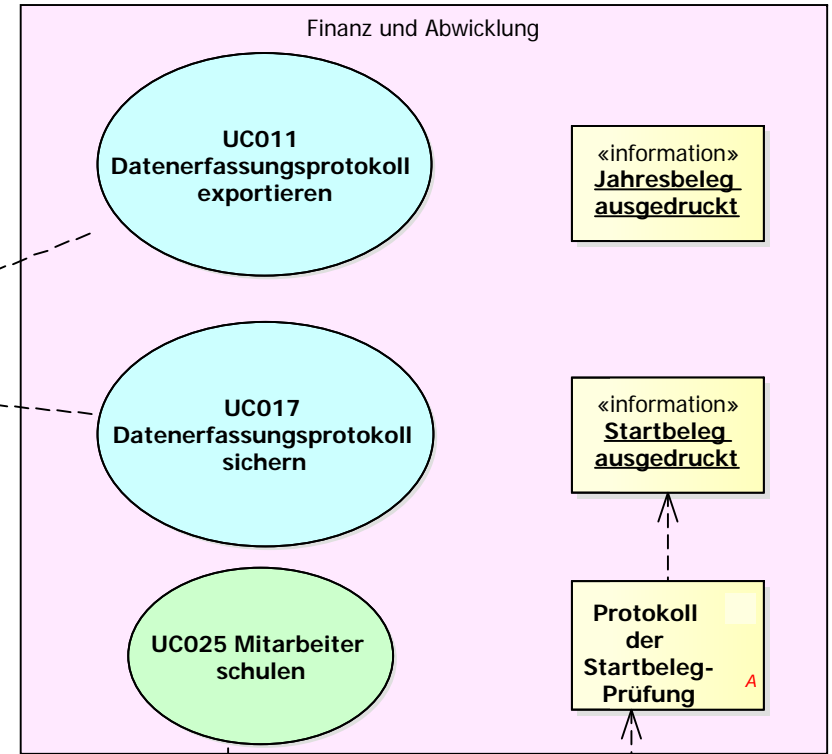 Finanz und Abwicklung
UC011
Datenerfassungsprotokoll
exportieren
«information»
Jahresbeleg
ausgedruckt
UC017
Datenerfassungsprotokoll
sichern
«information»
Startbeleg
ausgedruckt
UC025 Mitarbeiter
schulen
Protokoll
der
Startbeleg-
Prüfung
A